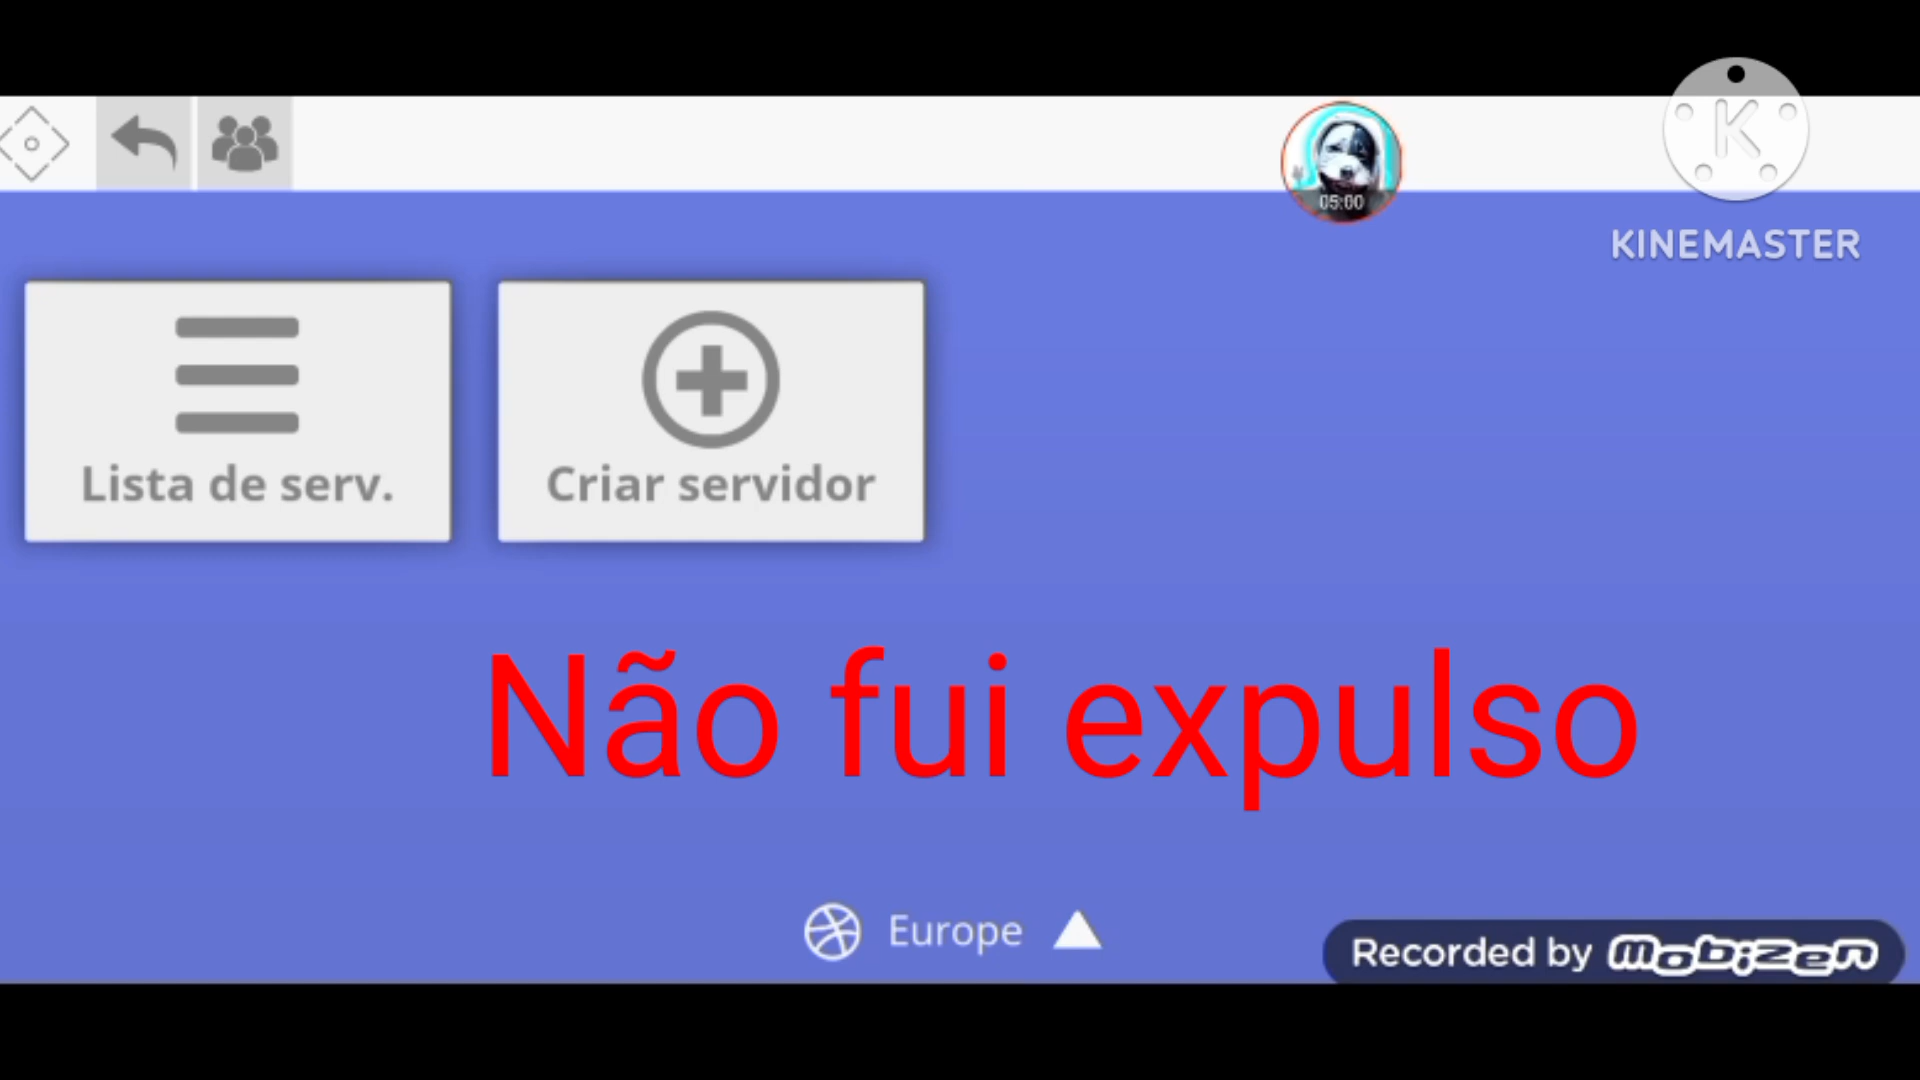 05:00
K
KINEMASTER
Lista de serv.
Criar servidor
Não fui expulso
Europe
Recorded by mobizen